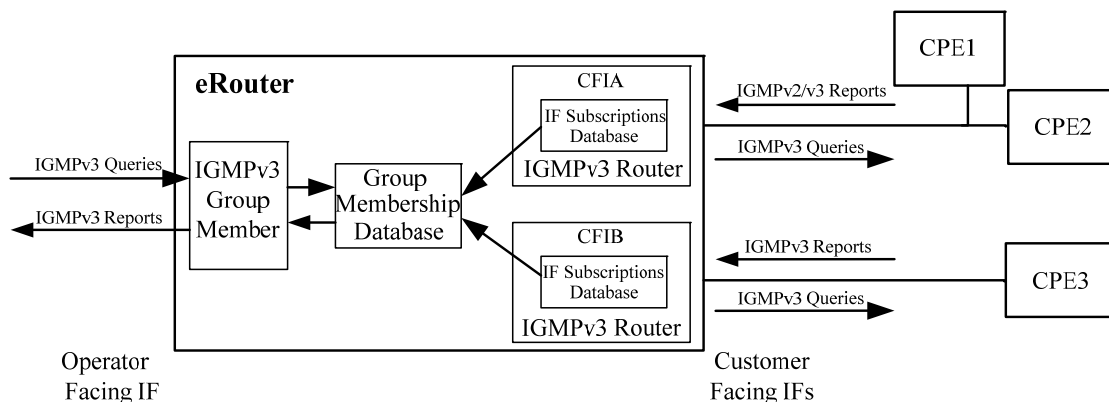 eRouter
IGMPv3 Queries
IGMPv3 Reports
IGMPv3
Group
Member
Group
Membership
Database
CFIA
IF Subscriptions
Database
IGMPv3 Router
CFIB
IF Subscriptions
Database
IGMPv3 Router
IGMPv2/v3 Reports
IGMPv3 Queries
IGMPv3 Reports
IGMPv3 Queries
CPE1
CPE2
CPE3
Operator
Facing IF
Customer
Facing IFs